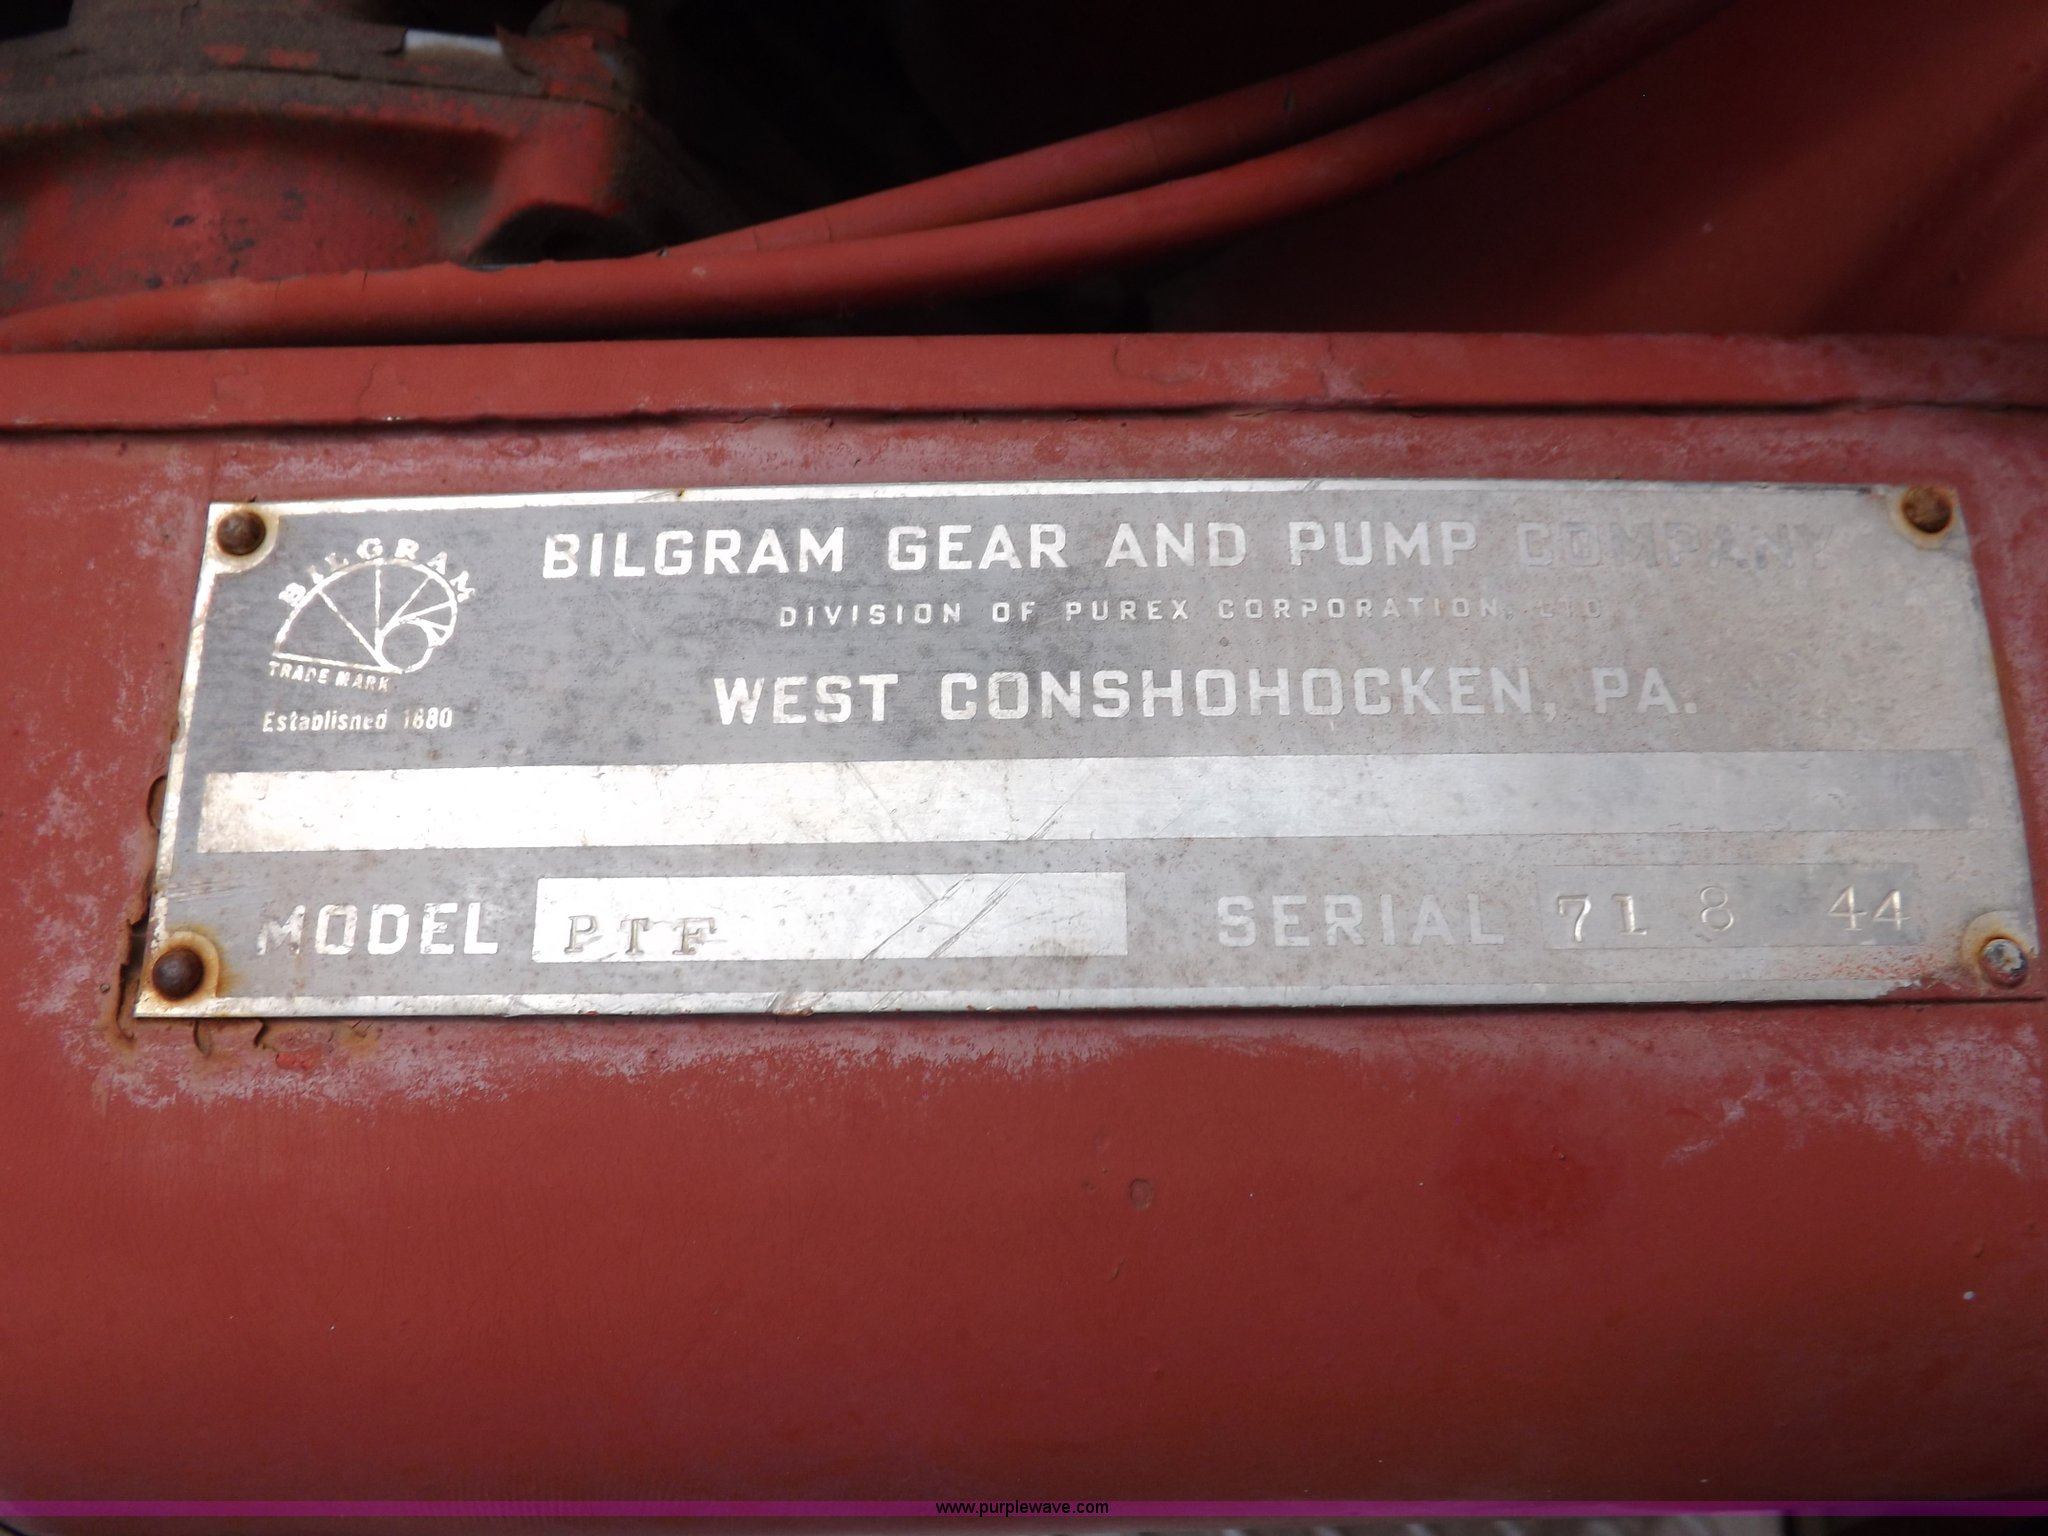 BILGRAM
TRADE MARK
Established 1880
BILGRAM GEAR AND PUMP COMPANY
DIVISION OF PUREX CORPORATION, LTD
WEST CONSHOHOCKEN, PA.
MODEL PTF SERIAL 71 8 44
www.purplewave.com